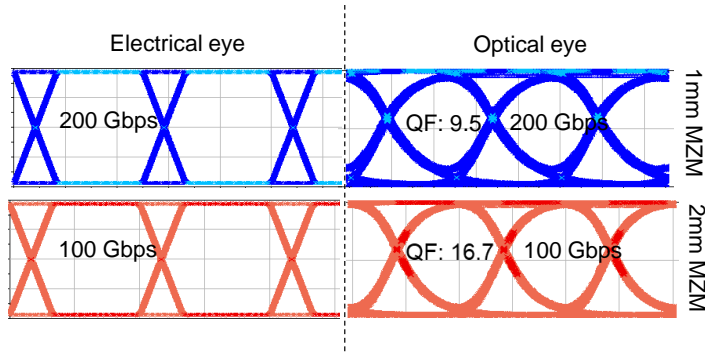 Electrical eye
Optical eye
200 Gbps
QF: 9.5
200 Gbps
1mm MZM
100 Gbps
QF: 16.7
100 Gbps
2mm MZM